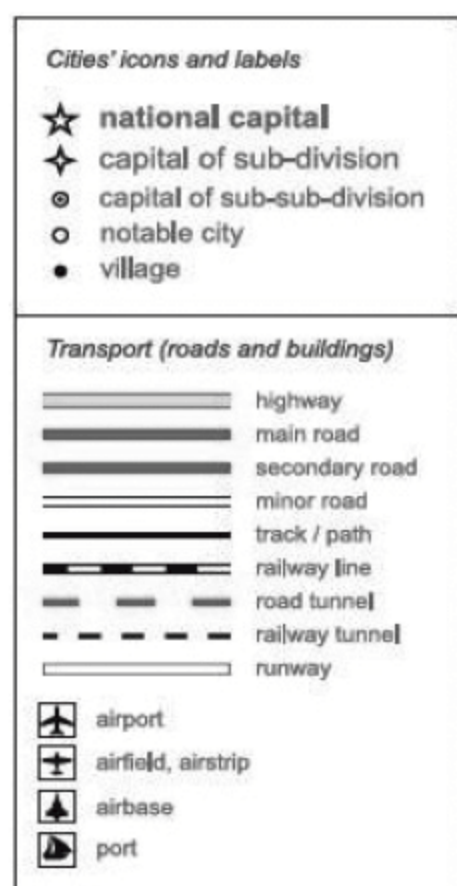 Cities' icons and labels
national capital
capital of sub-division
capital of sub-sub-division
notable city
village
Transport (roads and buildings)
highway
main road
secondary road
minor road
track / path
railway line
road tunnel
railway tunnel
runway
airport
airfield, airstrip
airbase
port